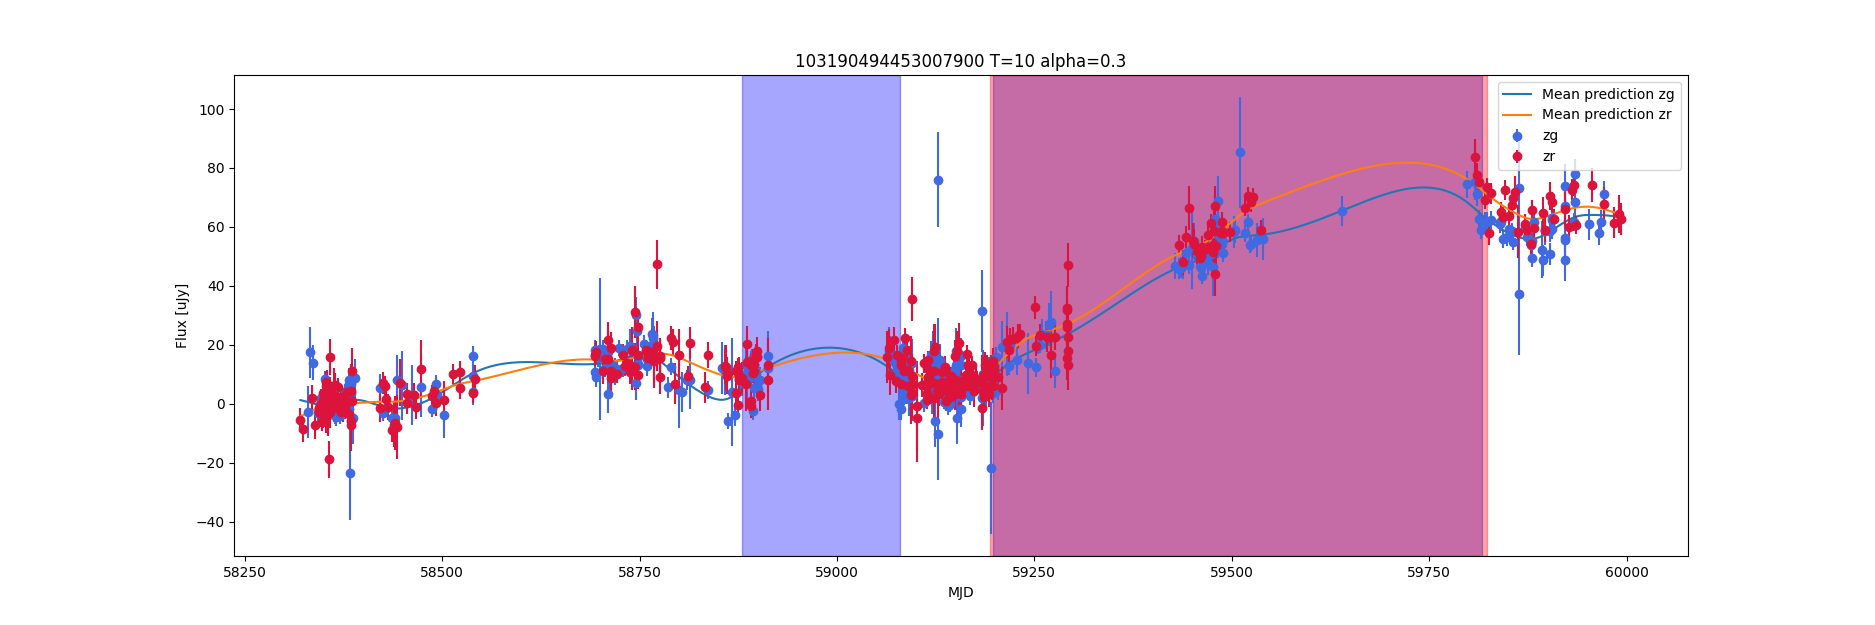 103190494453007900 T=10 alpha=0.3
Mean prediction zg
Mean prediction zr
zg
zr
Flux [uJy]
100
80
60
40
20
0
−20
−40
58250 58500 58750 59000 59250 59500 59750 60000
MJD